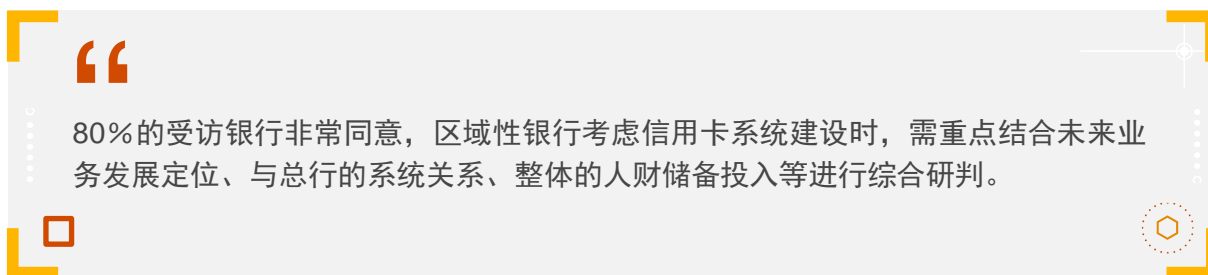 “
80%的受访银行非常同意，区域性银行考虑信用卡系统建设时，需重点结合未来业
务发展定位、与总行的系统关系、整体的人财储备投入等进行综合研判。